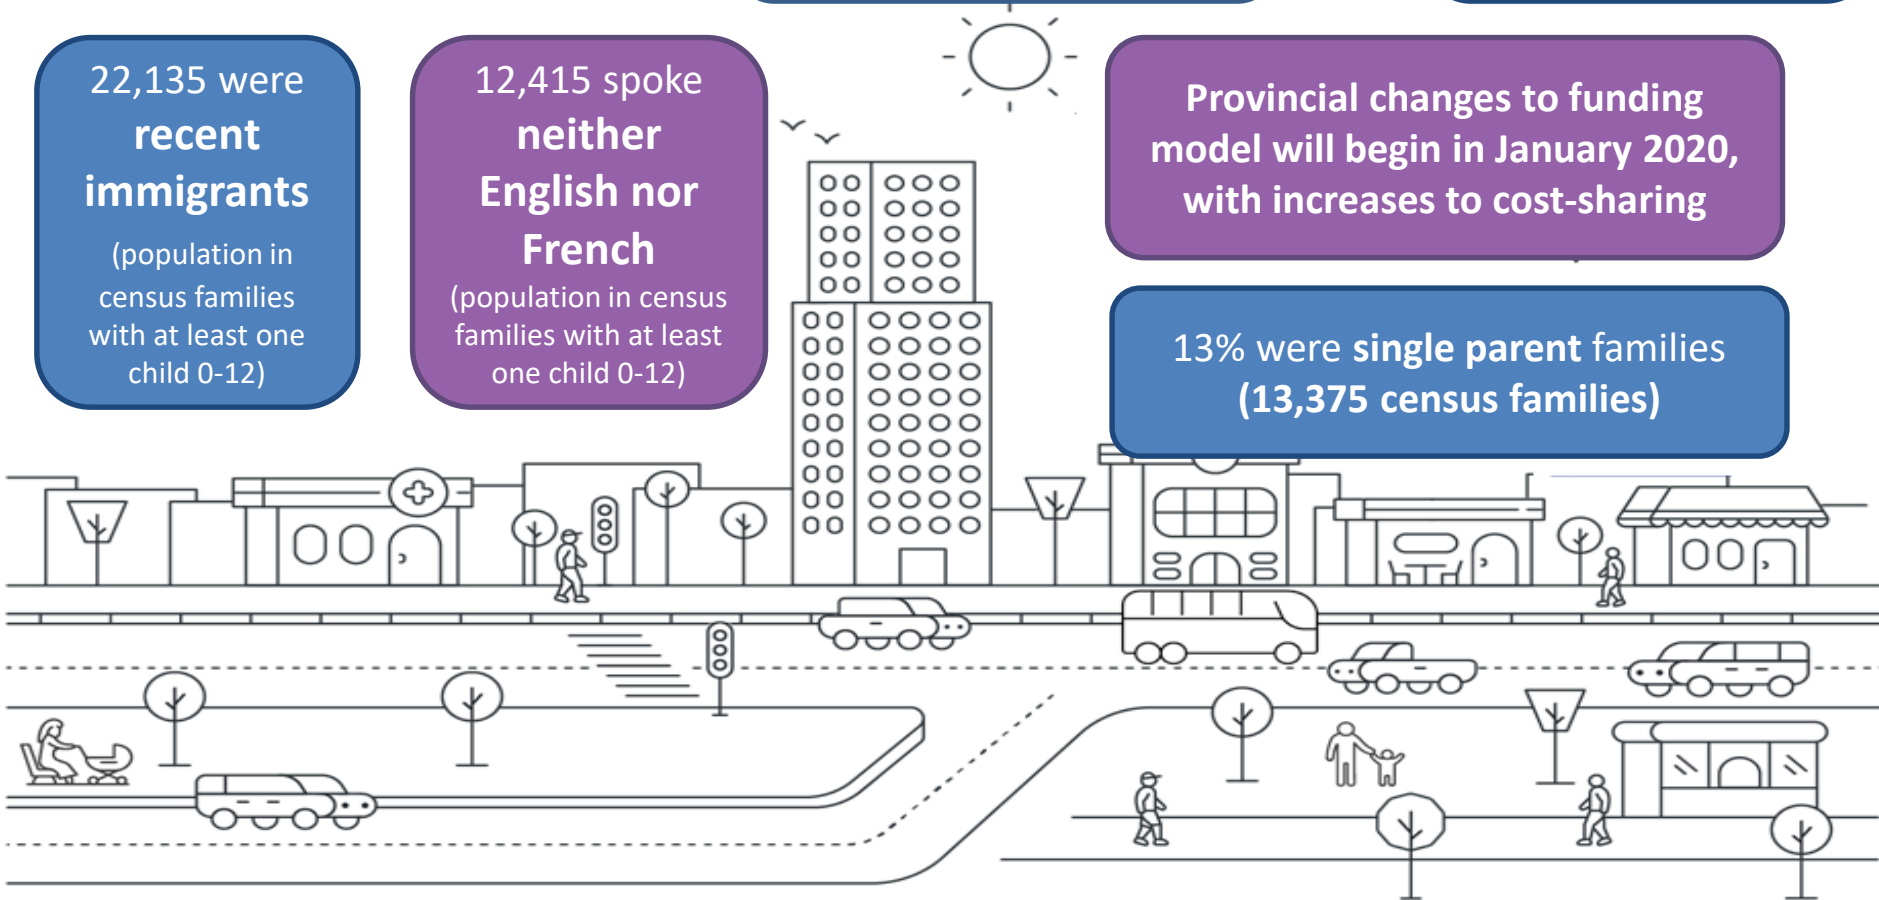 22,135 were
recent
immigrants
(population in
census families
with at least one
child 0-12)
12,415 spoke
neither
English nor
French
(population in census
families with at least
one child 0-12)
Provincial changes to funding
model will begin in January 2020,
with increases to cost-sharing
13% were single parent families
(13,375 census families)